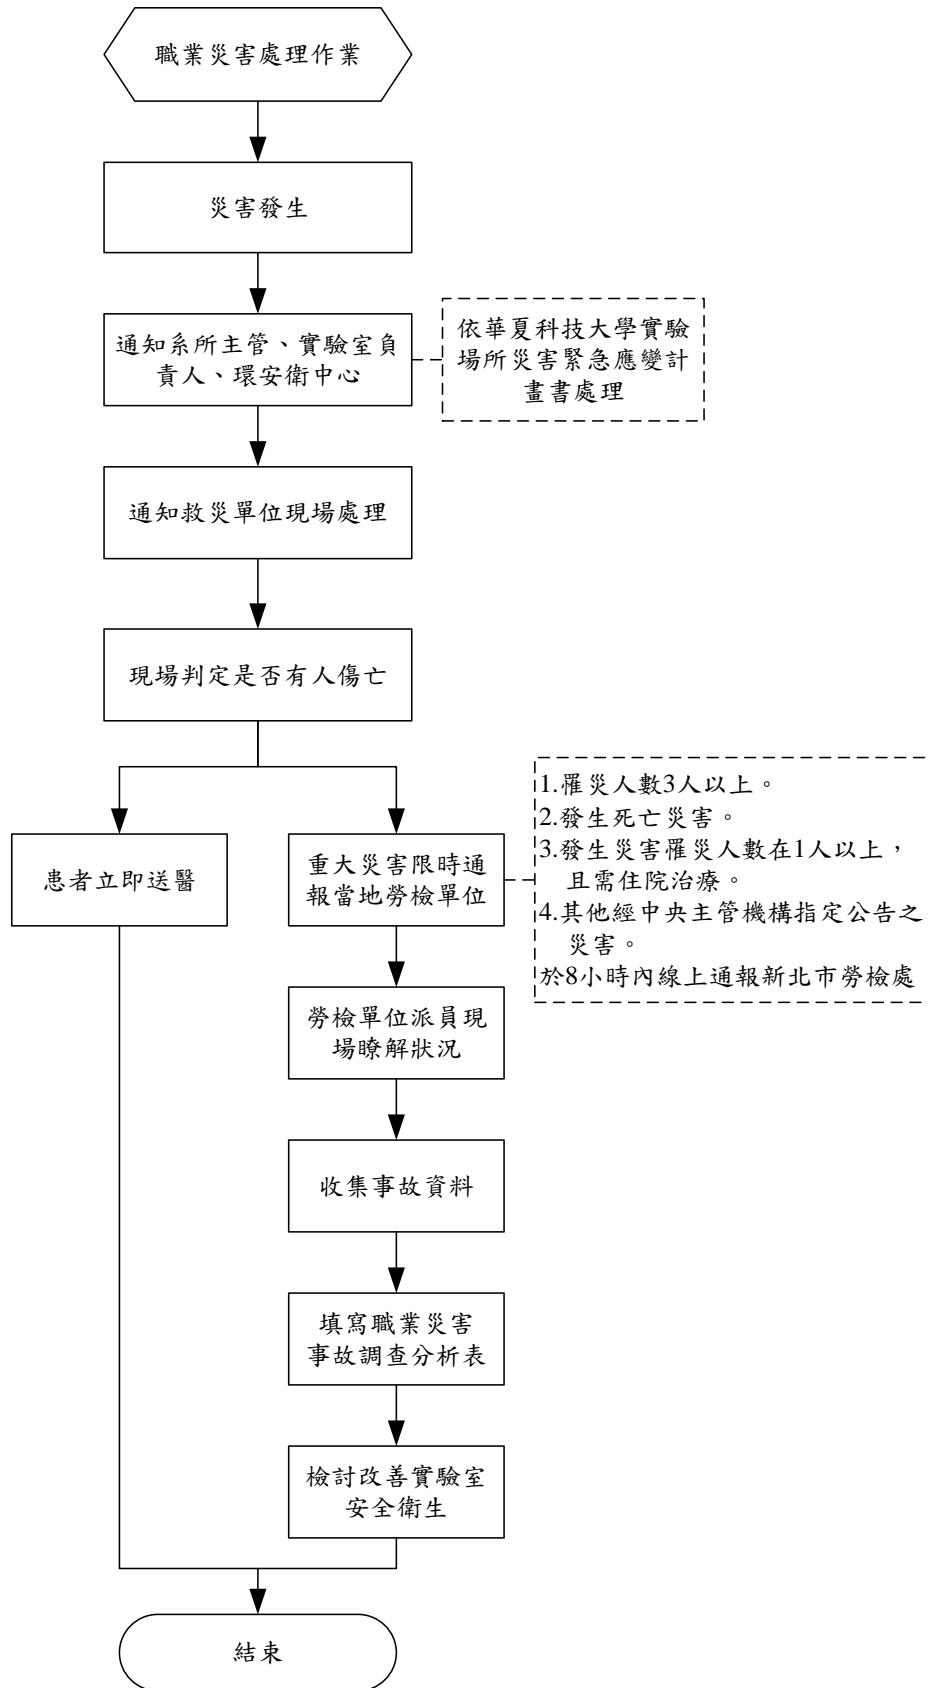 職業災害處理作業
災害發生
通知系所主管、實驗室負
責人、環安衛中心
依華夏科技大學實驗
場所災害緊急應變計
畫書處理
通知救災單位現場處理
現場判定是否有人傷亡
患者立即送醫
重大災害限時通
報當地勞檢單位
1.罹災人數3人以上。
2.發生死亡災害。
3.發生災害罹災人數在1人以上，
且需住院治療。
4.其他經中央主管機構指定公告之
災害。
於8小時內線上通報新北市勞檢處
勞檢單位派員現
場瞭解狀況
收集事故資料
填寫職業災害
事故調查分析表
檢討改善實驗室
安全衛生
結束